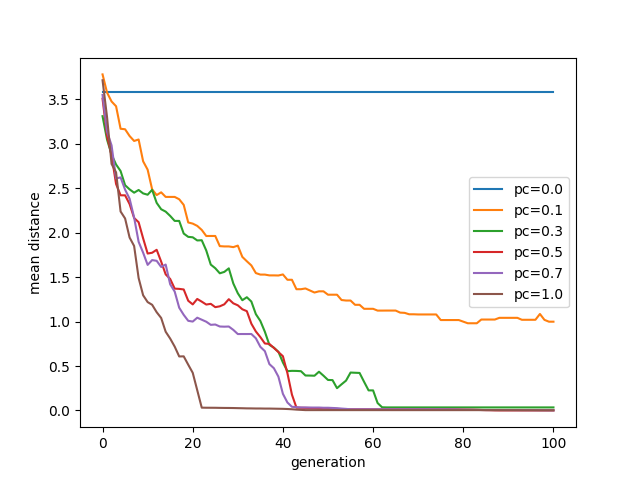 3.5
3.0
2.5
2.0
1.5
1.0
0.5
0.0
mean distance
pc=0.0
pc=0.1
pc=0.3
pc=0.5
pc=0.7
pc=1.0
0 20 40 60 80 100
generation